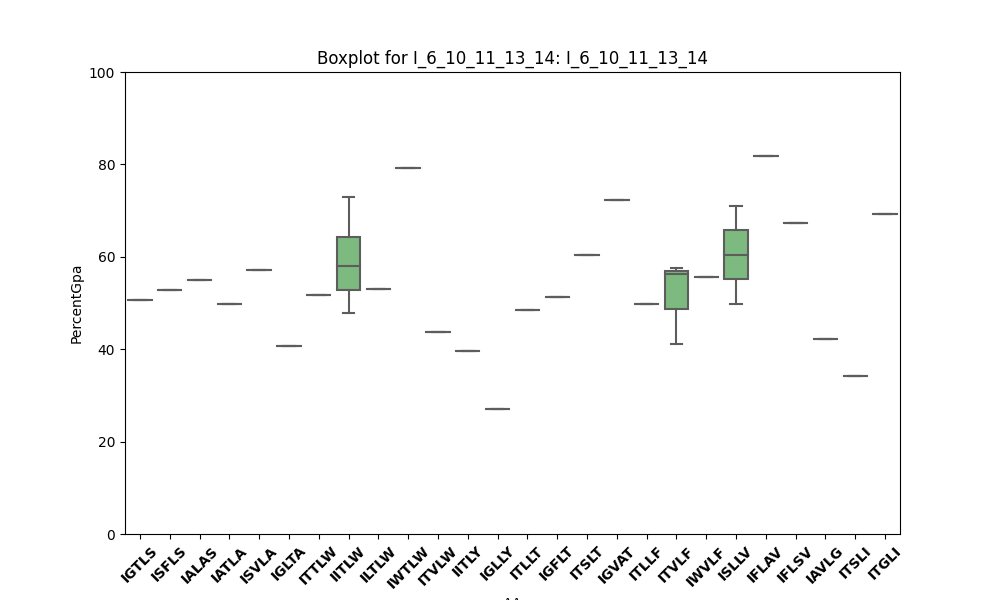 Boxplot for I_6_10_11_13_14: I_6_10_11_13_14
PercentGpa
100
80
60
40
20
0
IGTLS
ISFLS
IALAS
IATLA
ISVLA
IGLTA
ITTLW
IITLW
ILTLW
IWTLW
ITVLW
IITLY
IGLLY
ITLLT
IGFLT
ITSLT
IGVAT
ITLLF
ITVLF
IWVLF
ISLLV
IFLAV
IFLSV
IAVLG
ITSLI
ITGLI